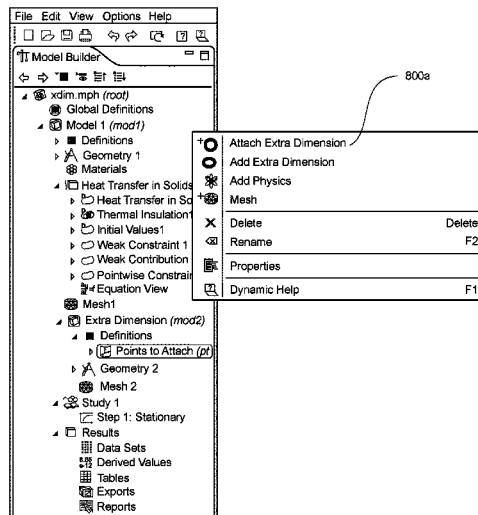 File Edit View Options Help
Model Builder
xdim.mph (root)
Global Definitions
Model 1 (mod1)
Definitions
Geometry 1
Materials
Heat Transfer in Solids
Heat Transfer in So
Thermal Insulation1
Initial Values1
Weak Constraint 1
Weak Contribution
Pointwise Constrain
Equation View
Mesh1
Extra Dimension (mod2)
Definitions
Points to Attach (pt
Geometry 2
Mesh 2
Study 1
Step 1: Stationary
Results
Data Sets
Derived Values
Tables
Exports
Reports
800a
Attach Extra Dimension
Add Extra Dimension
Add Physics
Mesh
Delete Delete
Rename F2
Properties
Dynamic Help F1